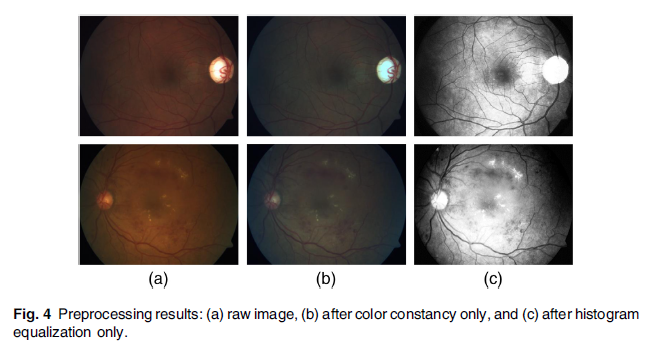 (a)
(b)
(c)
Fig. 4 Preprocessing results: (a) raw image, (b) after color constancy only, and (c) after histogram
equalization only.